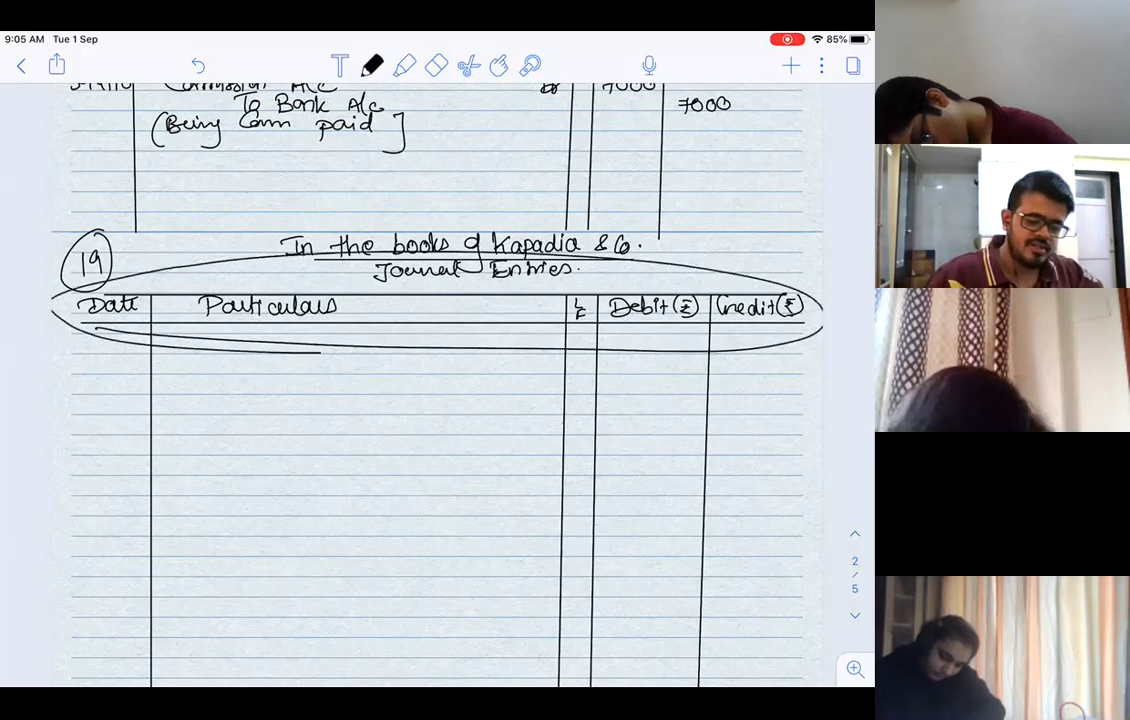 9:05 AM Tue 1 Sep
85%
A/c 7000
To Bank A/c 7000
(Being Comm paid]
19
In the books of Kapadia & Co.
Journal Entries.
Date Particulars L F Debit (₹) Credit (₹)
2
/
5